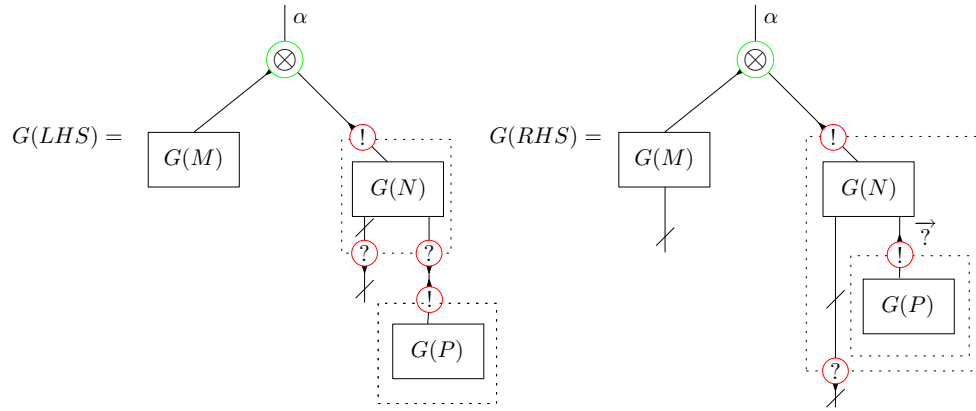 α α
⊗ ⊗
G(LHS) = G(M) ! G(RHS) = G(M) !
G(N) G(N)
? ? ! →?
! G(P)
G(P) ?